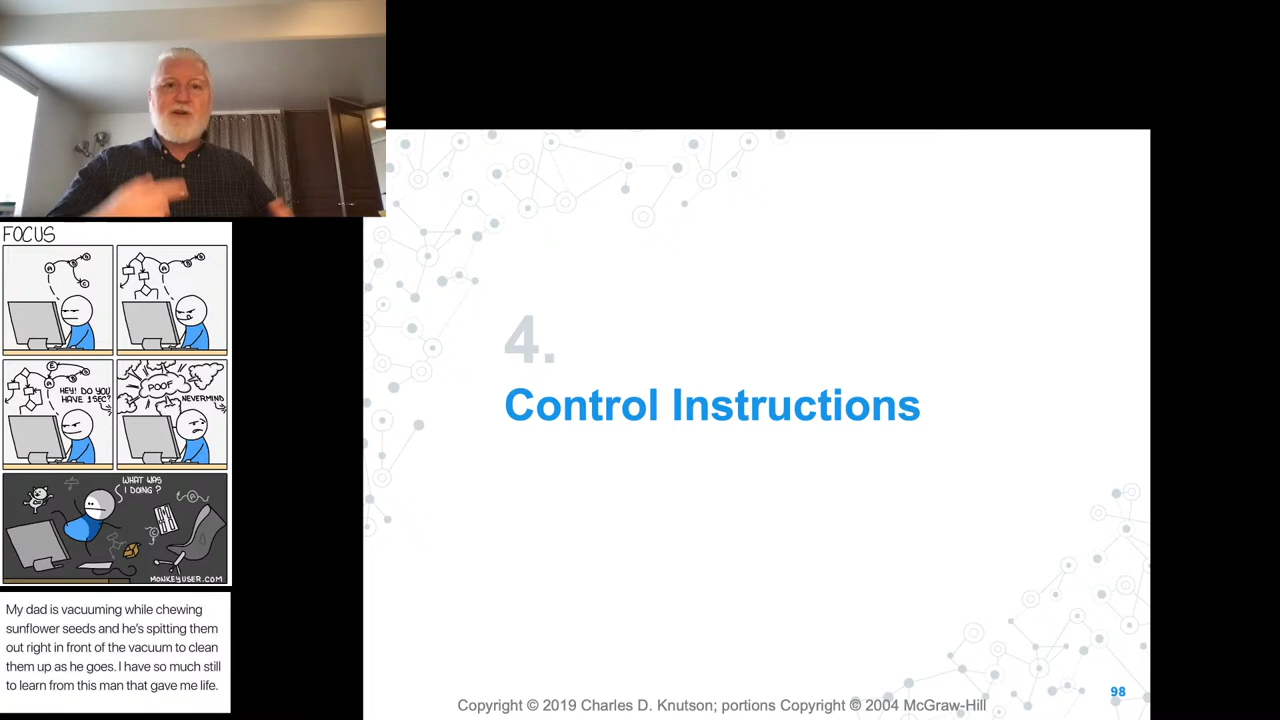 FOCUS
HEY! DO YOU
HAVE 1 SEC?
POOF
NEVERMIND
WHAT WAS
I DOING?
MONKEYUSER.COM
My dad is vacuuming while chewing
sunflower seeds and he's spitting them
out right in front of the vacuum to clean
them up as he goes. I have so much still
to learn from this man that gave me life.
4.
Control Instructions
98
Copyright © 2019 Charles D. Knutson; portions Copyright © 2004 McGraw-Hill